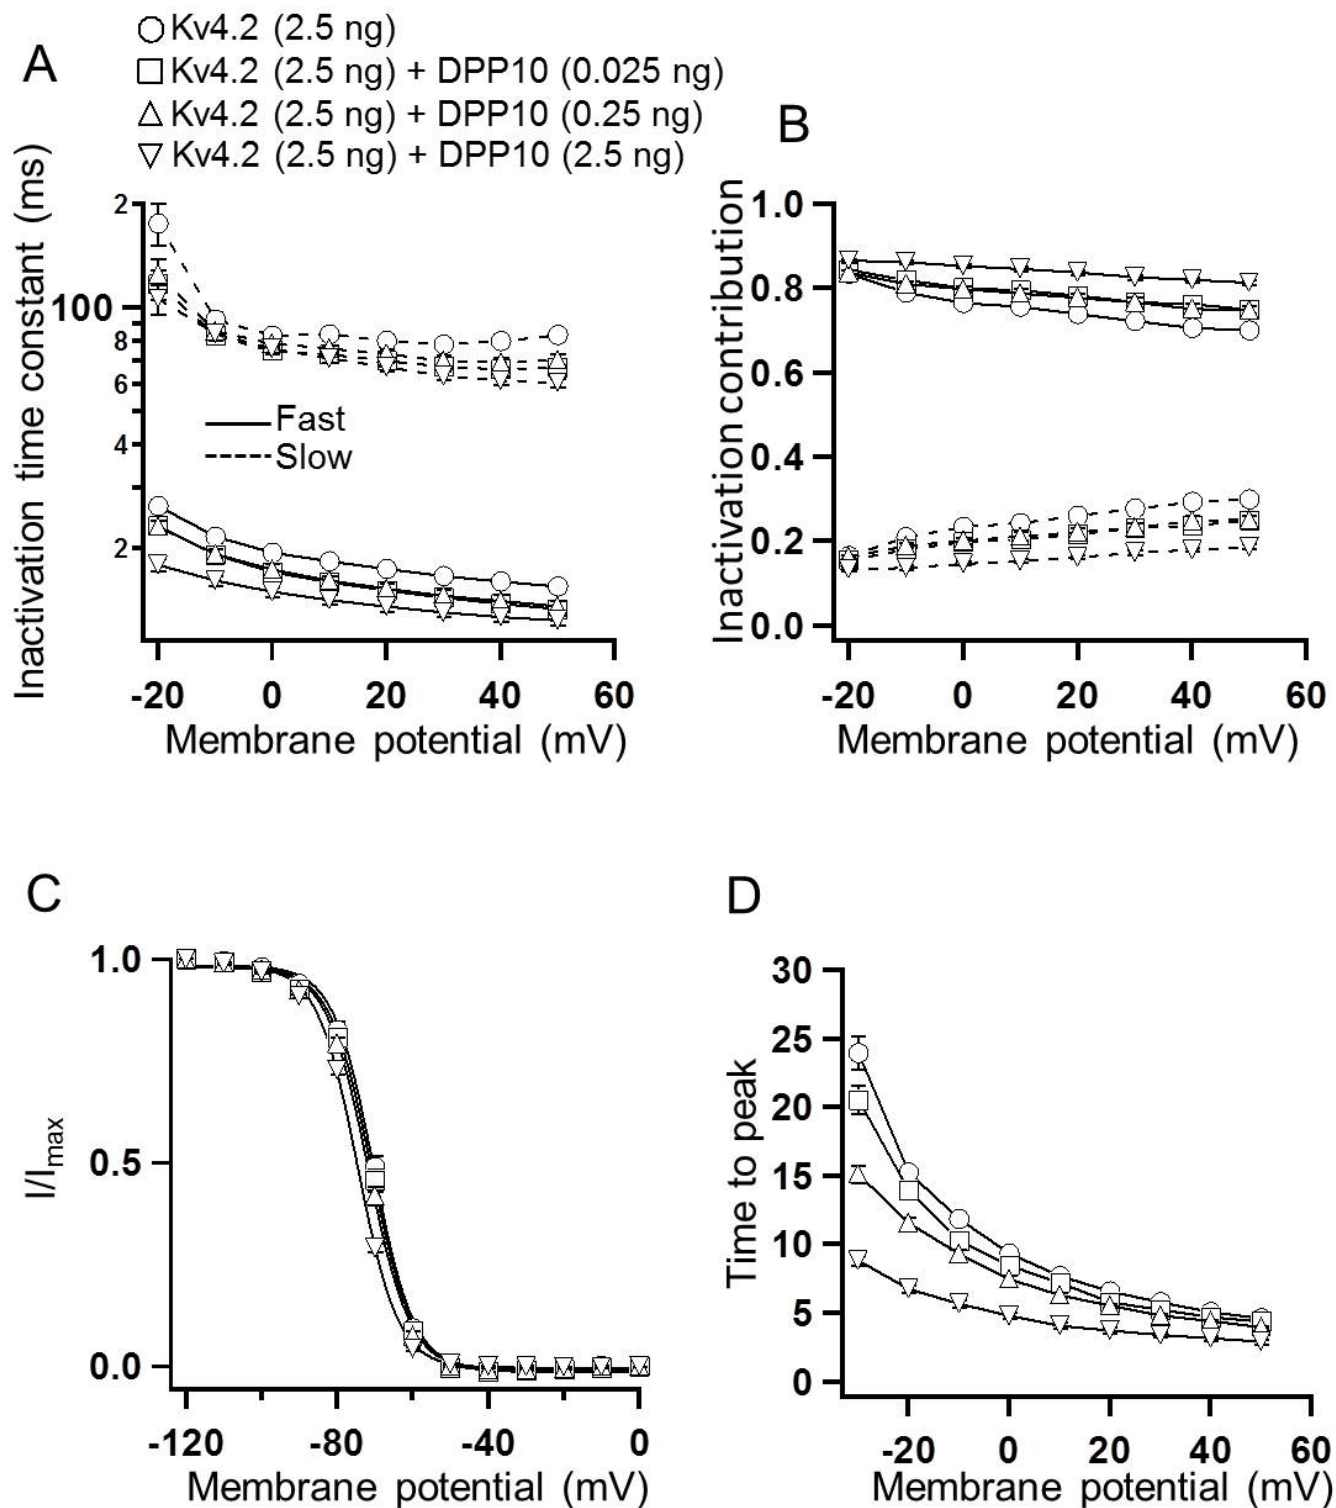 A
Kv4.2 (2.5 ng)
Kv4.2 (2.5 ng) + DPP10 (0.025 ng)
Kv4.2 (2.5 ng) + DPP10 (0.25 ng)
Kv4.2 (2.5 ng) + DPP10 (2.5 ng)
Inactivation time constant (ms)
2
100
8
6
4
2
Fast
Slow
-20 0 20 40 60
Membrane potential (mV)
B
Inactivation contribution
1.0
0.8
0.6
0.4
0.2
0.0
-20 0 20 40 60
Membrane potential (mV)
C
I/Imax
1.0
0.5
0.0
-120 -80 -40 0
Membrane potential (mV)
D
Time to peak
30
25
20
15
10
5
0
-20 0 20 40 60
Membrane potential (mV)